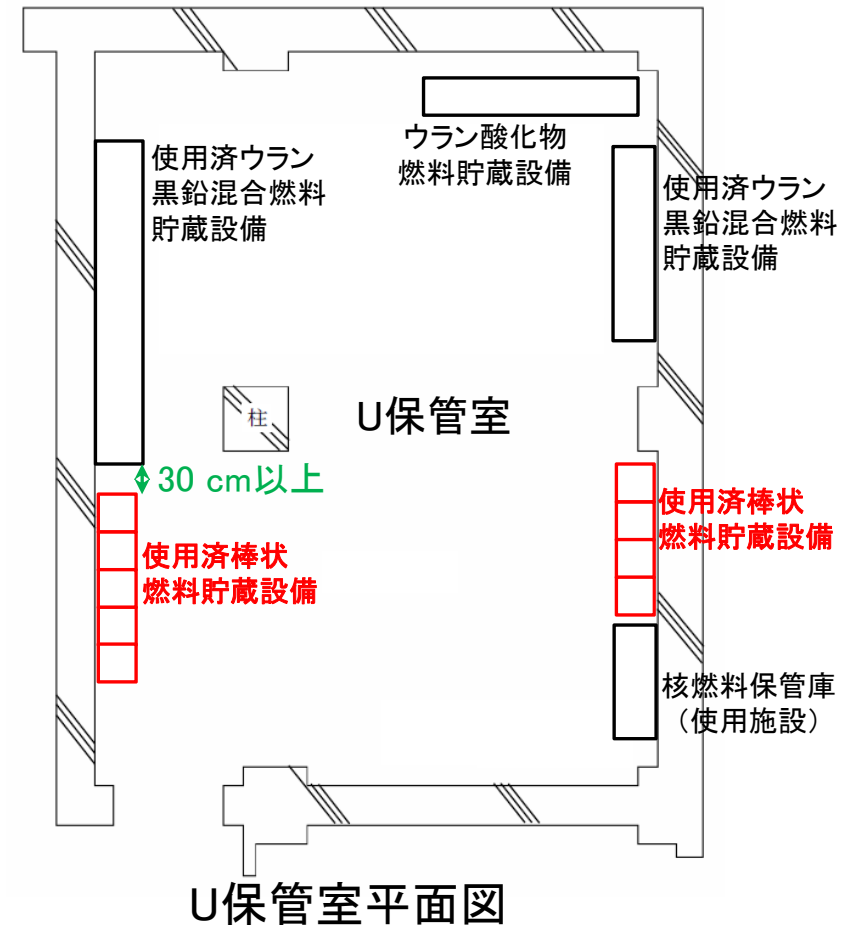 ウラン酸化物
燃料貯蔵設備
使用済ウラン
黒鉛混合燃料
貯蔵設備
使用済ウラン
黒鉛混合燃料
貯蔵設備
柱
U保管室
30 cm以上
使用済棒状
燃料貯蔵設備
使用済棒状
燃料貯蔵設備
核燃料保管庫
（使用施設）
U保管室平面図